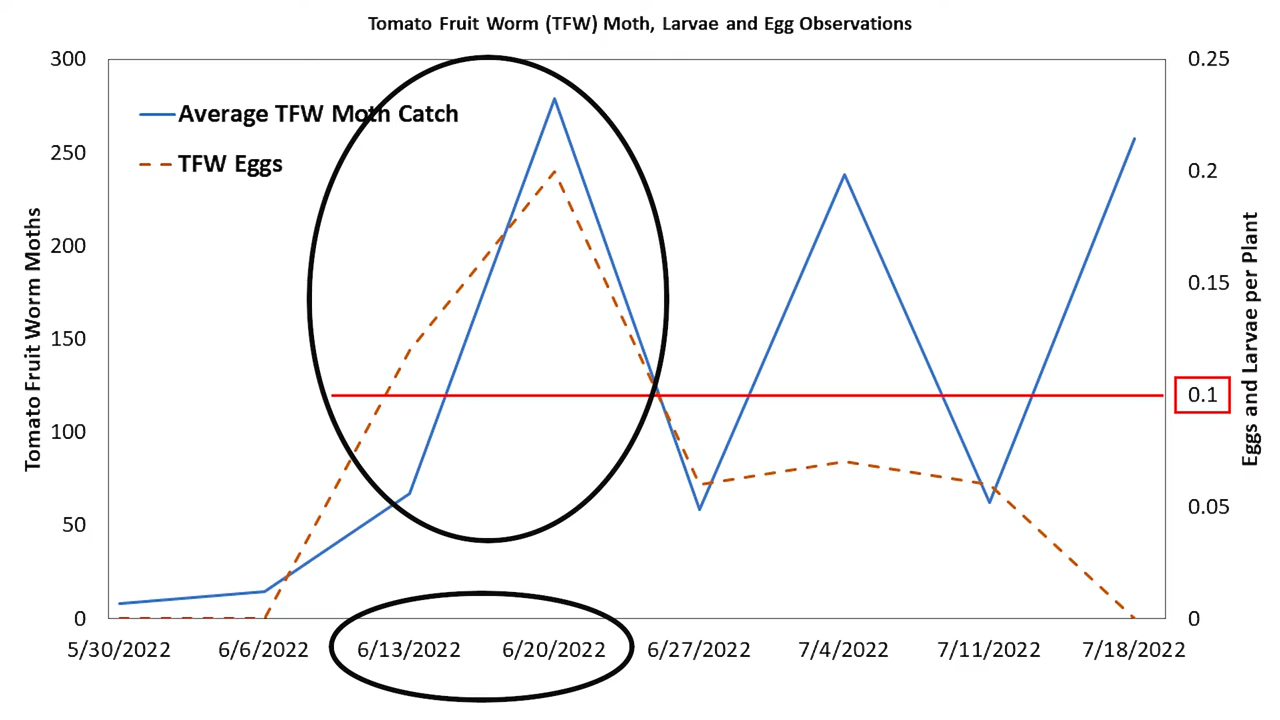 Tomato Fruit Worm (TFW) Moth, Larvae and Egg Observations
300
250
200
150
100
50
0
Tomato Fruit Worm Moths
Average TFW Moth Catch
TFW Eggs
0.25
0.2
0.15
0.1
0.05
0
Eggs and Larvae per Plant
5/30/2022 6/6/2022 6/13/2022 6/20/2022 6/27/2022 7/4/2022 7/11/2022 7/18/2022